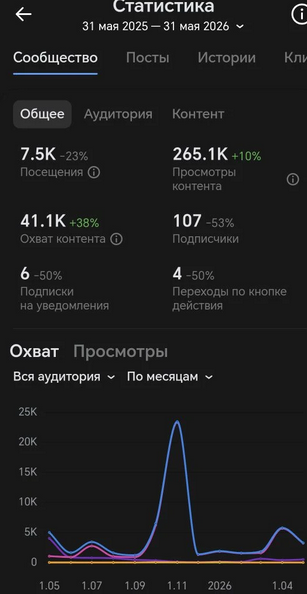 Статистика
31 мая 2025 — 31 мая 2026
Сообщество Посты Истории Кли
Общее Аудитория Контент
7.5K -23% 265.1K +10%
Посещения Просмотры
контента
41.1K +38% 107 -53%
Охват контента Подписчики
6 -50% 4 -50%
Подписки Переходы по кнопке
на уведомления действия
Охват Просмотры
Вся аудитория По месяцам
25K
20K
15K
10K
5K
0
1.05 1.07 1.09 1.11 2026 1.04